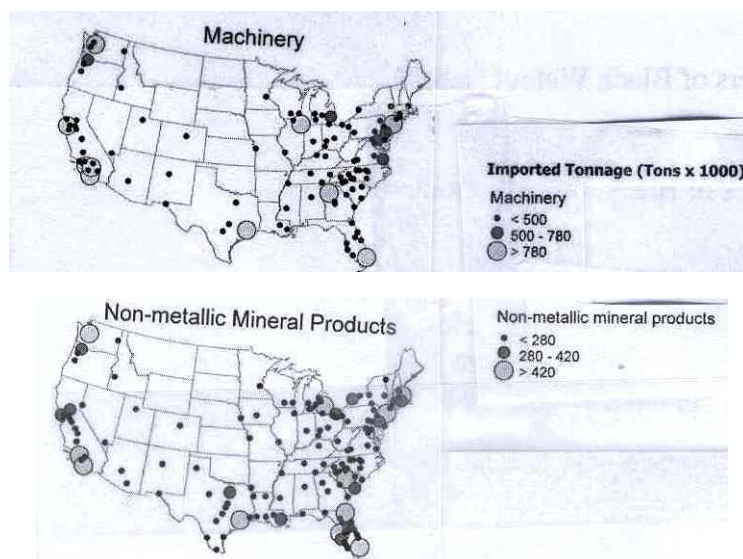 Machinery
Imported Tonnage (Tons x 1000)
Machinery
< 500
500 - 780
> 780
Non-metallic Mineral Products
Non-metallic mineral products
< 280
280 - 420
> 420